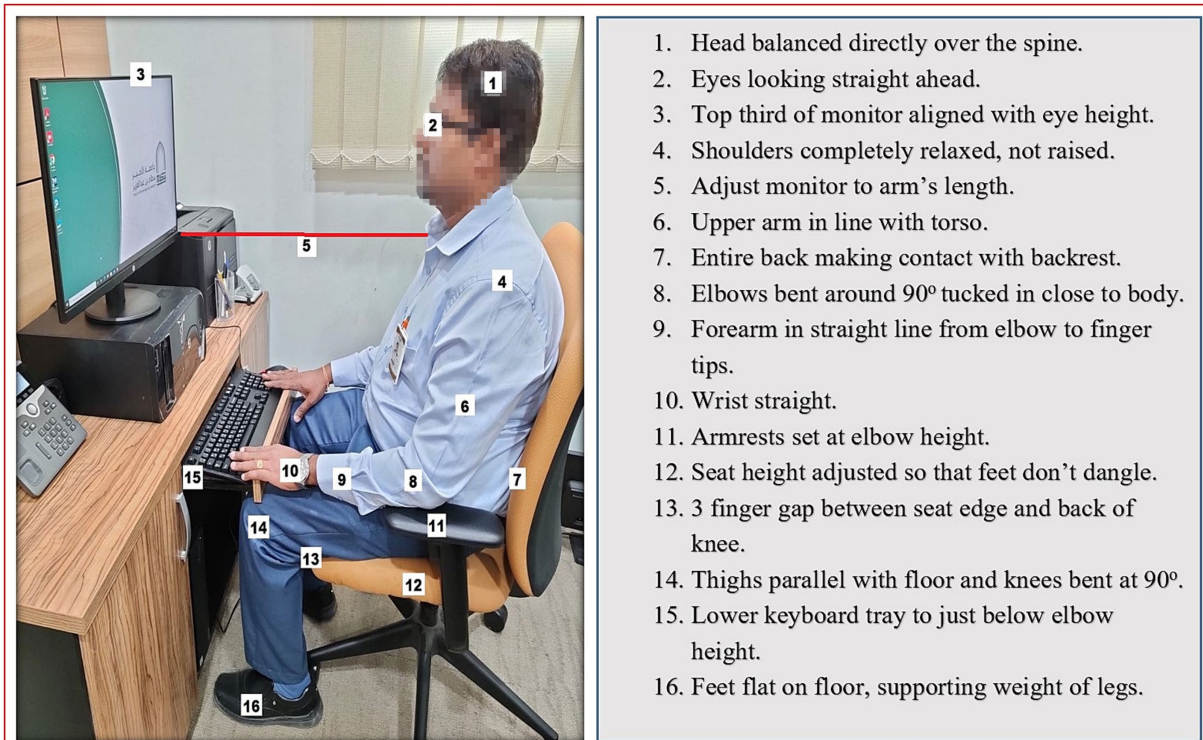 3
1
2
5
4
6
7
8
9
10
15
11
14
13
12
16
1. Head balanced directly over the spine.
2. Eyes looking straight ahead.
3. Top third of monitor aligned with eye height.
4. Shoulders completely relaxed, not raised.
5. Adjust monitor to arm's length.
6. Upper arm in line with torso.
7. Entire back making contact with backrest.
8. Elbows bent around 90º tucked in close to body.
9. Forearm in straight line from elbow to finger
tips.
10. Wrist straight.
11. Armrests set at elbow height.
12. Seat height adjusted so that feet don't dangle.
13. 3 finger gap between seat edge and back of
knee.
14. Thighs parallel with floor and knees bent at 90º.
15. Lower keyboard tray to just below elbow
height.
16. Feet flat on floor, supporting weight of legs.